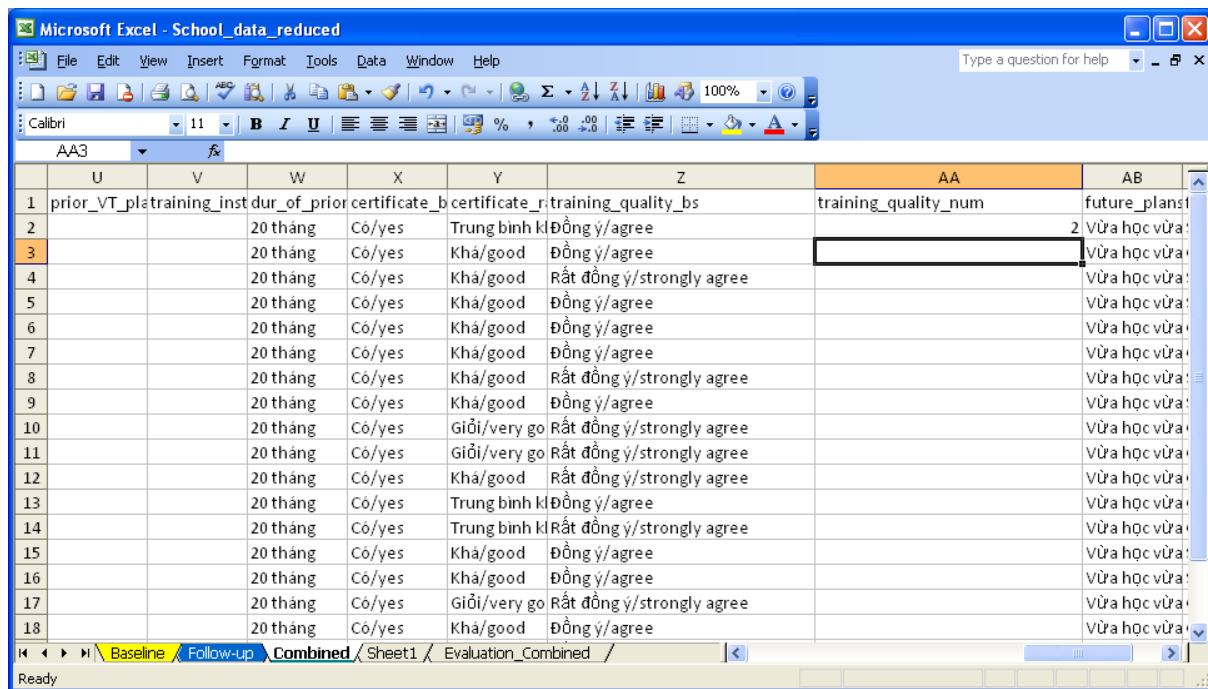 Microsoft Excel - School_data_reduced
File Edit View Insert Format Tools Data Window Help Type a question for help
100%
Calibri 11 B I U
AA3 fx
U V W X Y Z AA AB
1 prior_VT_pla training_inst dur_of_prior certificate_b certificate_r training_quality_bs training_quality_num future_plans
2 20 tháng Có/yes Trung bình kl Đồng ý/agree 2 Vừa học vừa
3 20 tháng Có/yes Khá/good Đồng ý/agree Vừa học vừa
4 20 tháng Có/yes Khá/good Rất đồng ý/strongly agree Vừa học vừa
5 20 tháng Có/yes Khá/good Đồng ý/agree Vừa học vừa
6 20 tháng Có/yes Khá/good Đồng ý/agree Vừa học vừa
7 20 tháng Có/yes Khá/good Đồng ý/agree Vừa học vừa
8 20 tháng Có/yes Khá/good Rất đồng ý/strongly agree Vừa học vừa
9 20 tháng Có/yes Khá/good Đồng ý/agree Vừa học vừa
10 20 tháng Có/yes Giỏi/very go Rất đồng ý/strongly agree Vừa học vừa
11 20 tháng Có/yes Giỏi/very go Rất đồng ý/strongly agree Vừa học vừa
12 20 tháng Có/yes Khá/good Rất đồng ý/strongly agree Vừa học vừa
13 20 tháng Có/yes Trung bình kl Đồng ý/agree Vừa học vừa
14 20 tháng Có/yes Trung bình kl Rất đồng ý/strongly agree Vừa học vừa
15 20 tháng Có/yes Khá/good Đồng ý/agree Vừa học vừa
16 20 tháng Có/yes Khá/good Đồng ý/agree Vừa học vừa
17 20 tháng Có/yes Giỏi/very go Rất đồng ý/strongly agree Vừa học vừa
18 20 tháng Có/yes Khá/good Đồng ý/agree Vừa học vừa
Baseline Follow-up Combined Sheet1 Evaluation_Combined
Ready